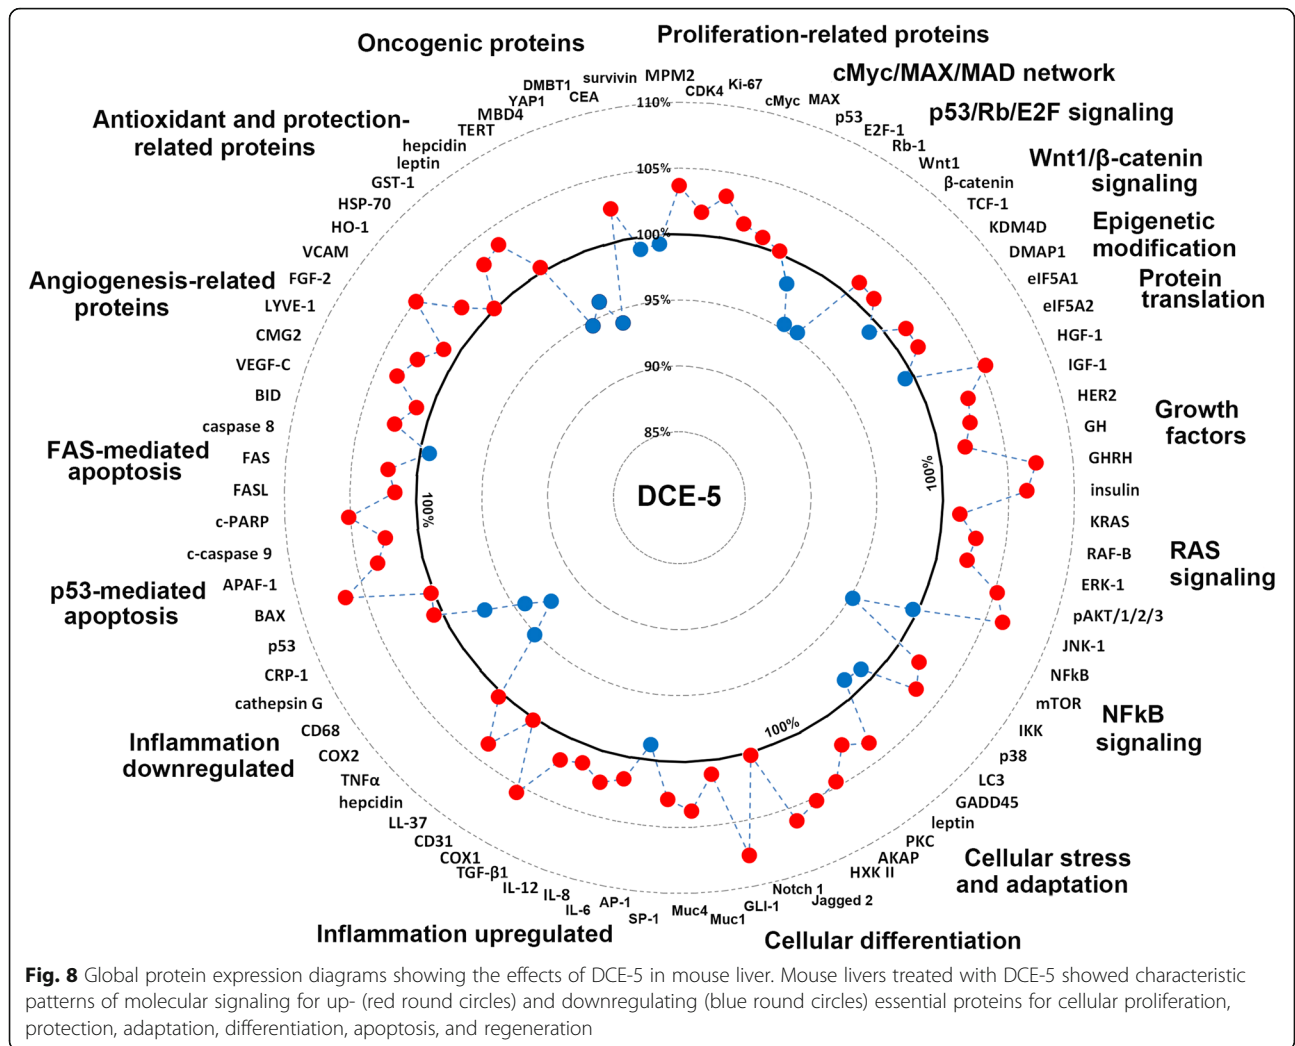 Oncogenic proteins
Proliferation-related proteins
cMyc/MAX/MAD network
p53/Rb/E2F signaling
Wnt1/β-catenin
signaling
Epigenetic
modification
Protein
translation
Growth
factors
RAS
signaling
NFkB
signaling
Cellular stress
and adaptation
Cellular differentiation
Inflammation upregulated
Inflammation
downregulated
p53-mediated
apoptosis
FAS-mediated
apoptosis
Angiogenesis-related
proteins
Antioxidant and protection-
related proteins
MPM2
CDK4
Ki-67
cMyc
MAX
p53
E2F-1
Rb-1
Wnt1
β-catenin
TCF-1
KDM4D
DMAP1
eIF5A1
eIF5A2
HGF-1
IGF-1
HER2
GH
GHRH
insulin
KRAS
RAF-B
ERK-1
pAKT/1/2/3
JNK-1
NFkB
mTOR
IKK
p38
LC3
GADD45
leptin
PKC
AKAP
HXK II
Jagged 2
Notch 1
GLI-1
Muc1
Muc4
SP-1
AP-1
IL-6
IL-8
IL-12
TGF-β1
COX1
CD31
LL-37
hepcidin
TNFα
COX2
CD68
cathepsin G
CRP-1
p53
BAX
APAF-1
c-caspase 9
c-PARP
FASL
FAS
caspase 8
BID
VEGF-C
CMG2
LYVE-1
FGF-2
VCAM
HO-1
HSP-70
GST-1
leptin
hepcidin
TERT
MBD4
YAP1
DMBT1
CEA
survivin
110%
105%
100%
95%
90%
85%
100%
100%
100%
DCE-5
Fig. 8 Global protein expression diagrams showing the effects of DCE-5 in mouse liver. Mouse livers treated with DCE-5 showed characteristic
patterns of molecular signaling for up- (red round circles) and downregulating (blue round circles) essential proteins for cellular proliferation,
protection, adaptation, differentiation, apoptosis, and regeneration